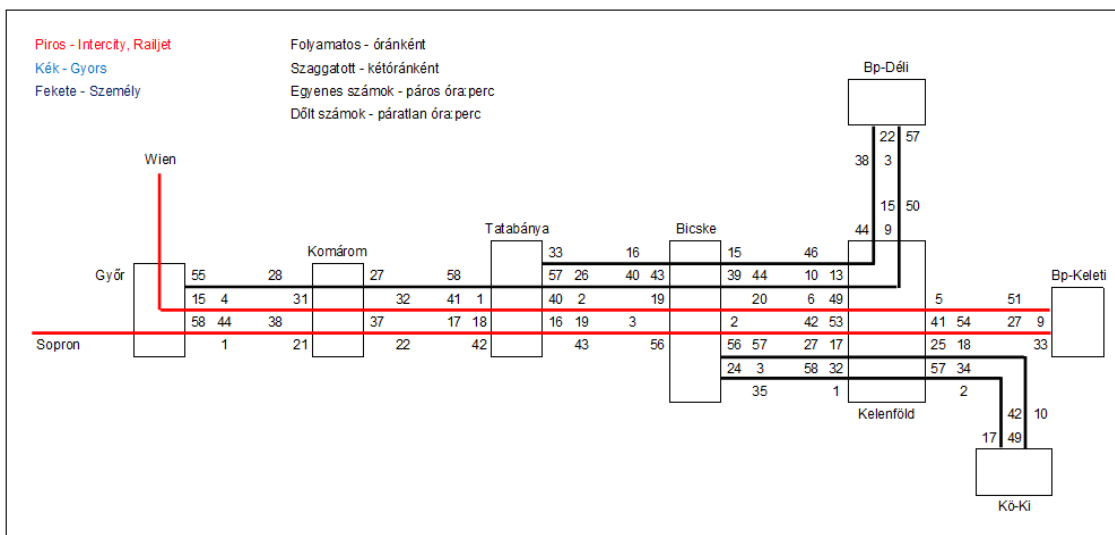 Piros - Intercity, Railjet Folyamatos - óránként
Kék - Gyors Szaggatott - kétóránként
Fekete - Személy Egyenes számok - páros óra:perc
Dőlt számok - páratlan óra:perc
Bp-Déli
22 57
Wien 38 3
15 50
Tatabánya Bicske
Komárom 33 16 15 46 44 9
Győr 55 28 27 58 57 26 40 43 39 44 10 13 Bp-Keleti
15 4 31 32 41 1 40 2 19 20 6 49 5 51
58 44 38 37 17 18 16 19 3 2 42 53 41 54 27 9
Sopron 1 21 22 42 43 56 56 57 27 17 25 18 33
24 3 58 32 57 34
35 1 2
Kelenföld 42 10
17 49
Kö-Ki